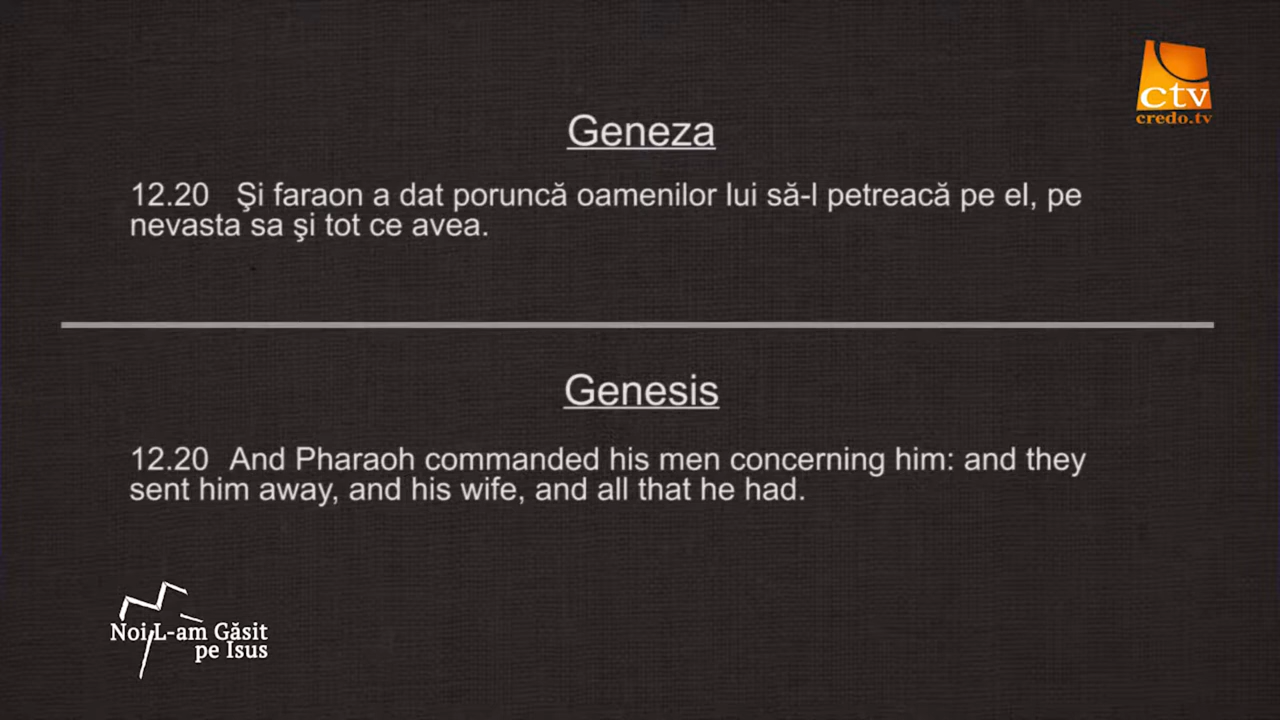 ctv
credo.tv
Geneza
12.20 Şi faraon a dat poruncă oamenilor lui să-l petreacă pe el, pe
nevasta sa şi tot ce avea.
Genesis
12.20 And Pharaoh commanded his men concerning him: and they
sent him away, and his wife, and all that he had.
Noi L-am Găsit
pe Isus